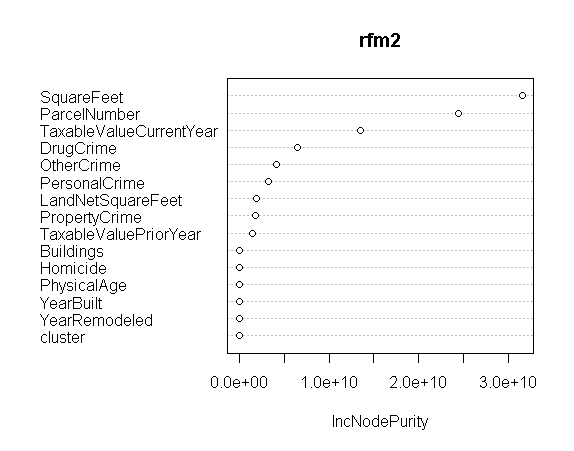 rfm2
SquareFeet
ParcelNumber
TaxableValueCurrentYear
DrugCrime
OtherCrime
PersonalCrime
LandNetSquareFeet
PropertyCrime
TaxableValuePriorYear
Buildings
Homicide
PhysicalAge
YearBuilt
YearRemodeled
cluster
0.0e+00 1.0e+10 2.0e+10 3.0e+10
IncNodePurity